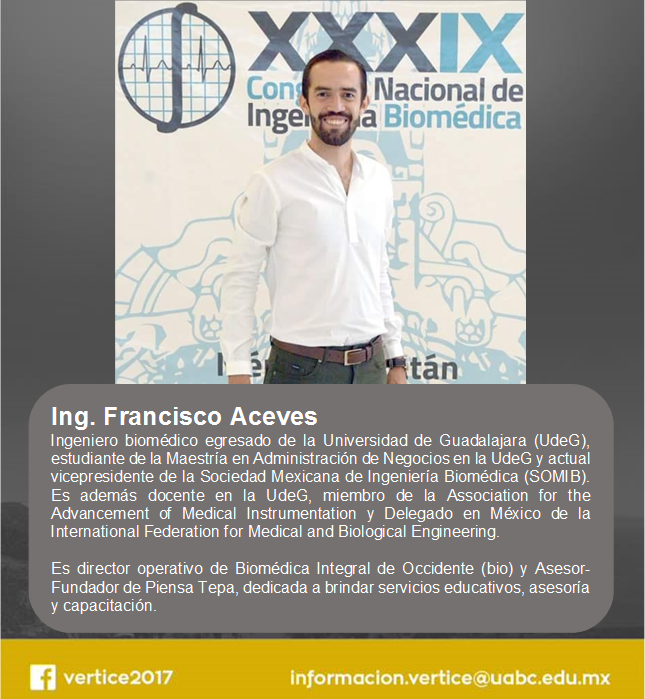 XXXIX
Cong Nacional de
Inge a Biomédica
tán
Ing. Francisco Aceves
Ingeniero biomédico egresado de la Universidad de Guadalajara (UdeG),
estudiante de la Maestría en Administración de Negocios en la UdeG y actual
vicepresidente de la Sociedad Mexicana de Ingeniería Biomédica (SOMIB).
Es además docente en la UdeG, miembro de la Association for the
Advancement of Medical Instrumentation y Delegado en México de la
International Federation for Medical and Biological Engineering.
Es director operativo de Biomédica Integral de Occidente (bio) y Asesor-
Fundador de Piensa Tepa, dedicada a brindar servicios educativos, asesoría
y capacitación.
vertice2017
informacion.vertice@uabc.edu.mx